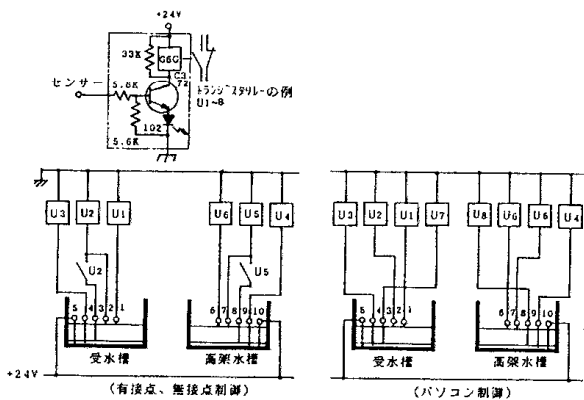 +24V
33K
G6G
C3
72
センサー
5.6K
トランジスタリレーの例
U1~8
102
5.6K
U3 U2 U1 U6 U5 U4
U2 U5
5 4 3 2 1 6 7 8 9 10
受水槽 高架水槽
+24V
(有接点、無接点制御)
U3 U2 U1 U7 U8 U6 U5 U4
5 4 3 2 1 6 7 8 9 10
受水槽 高架水槽
(パソコン制御)